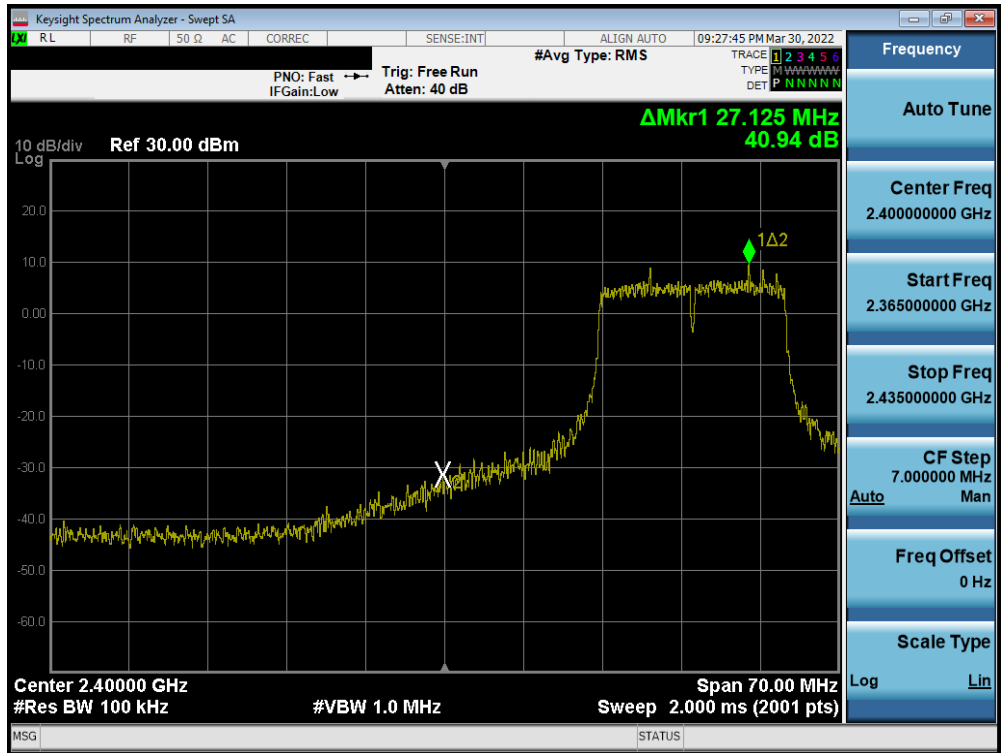 Keysight Spectrum Analyzer - Swept SA
LXI RL RF 50 Ω AC CORREC SENSE:INT ALIGN AUTO 09:27:45 PM Mar 30, 2022
#Avg Type: RMS TRACE 1 2 3 4 5 6
PNO: Fast Trig: Free Run TYPE M WWWWW
IFGain:Low Atten: 40 dB DET P N N N N N
ΔMkr1 27.125 MHz
40.94 dB
10 dB/div Ref 30.00 dBm
Log
20.0
1Δ2
10.0
0.00
-10.0
-20.0
-30.0
X2
-40.0
-50.0
-60.0
Center 2.40000 GHz Span 70.00 MHz
#Res BW 100 kHz #VBW 1.0 MHz Sweep 2.000 ms (2001 pts)
MSG STATUS
Frequency
Auto Tune
Center Freq
2.400000000 GHz
Start Freq
2.365000000 GHz
Stop Freq
2.435000000 GHz
CF Step
7.000000 MHz
Auto Man
Freq Offset
0 Hz
Scale Type
Log Lin